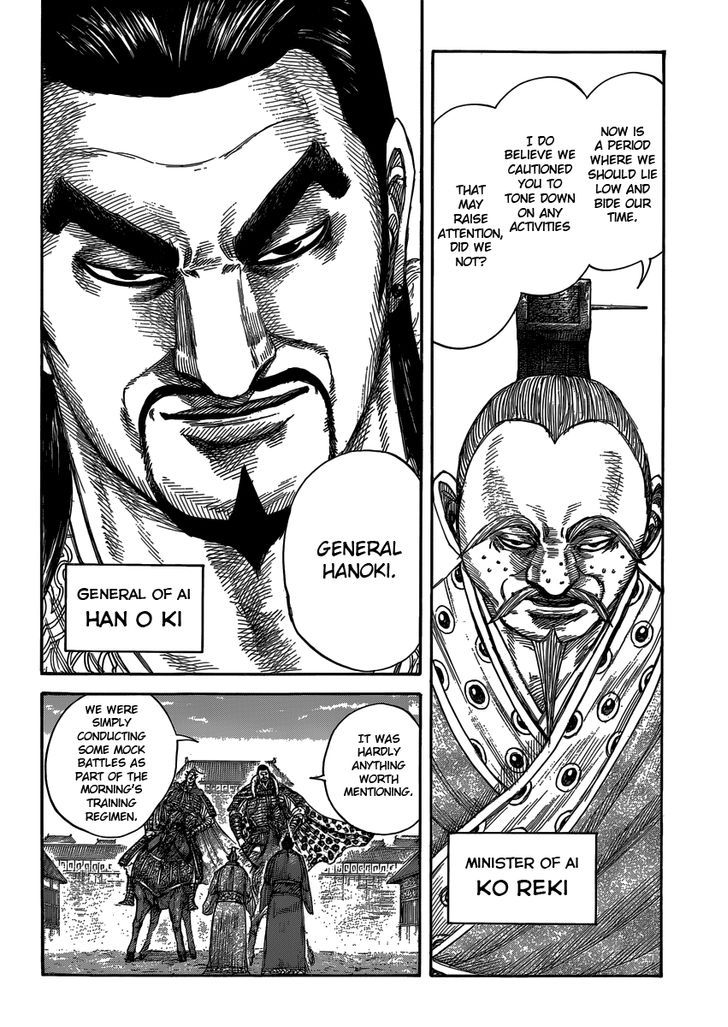 NOW IS
A PERIOD
WHERE WE
SHOULD LIE
LOW AND
BIDE OUR
TIME.
I DO
BELIEVE WE
CAUTIONED
YOU TO
TONE DOWN
ON ANY
ACTIVITIES
THAT
MAY
RAISE
ATTENTION,
DID WE
NOT?
MINISTER OF AI
KO REKI
GENERAL
HANOKI.
GENERAL OF AI
HAN O KI
IT WAS
HARDLY
ANYTHING
WORTH
MENTIONING.
WE WERE
SIMPLY
CONDUCTING
SOME MOCK
BATTLES AS
PART OF THE
MORNING'S
TRAINING
REGIMEN.